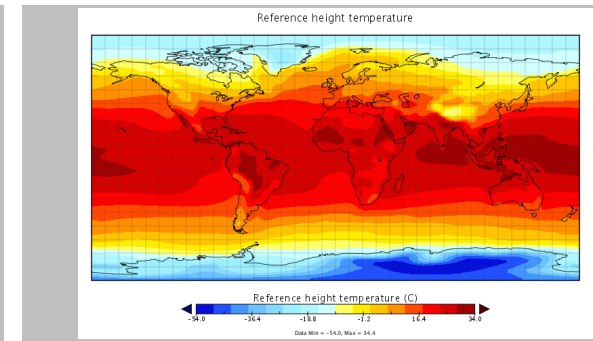 Reference height temperature
Reference height temperature (C)
-54.0 -36.4 -18.8 -1.2 16.4 34.0
Data Min = -54.0, Max = 34.4